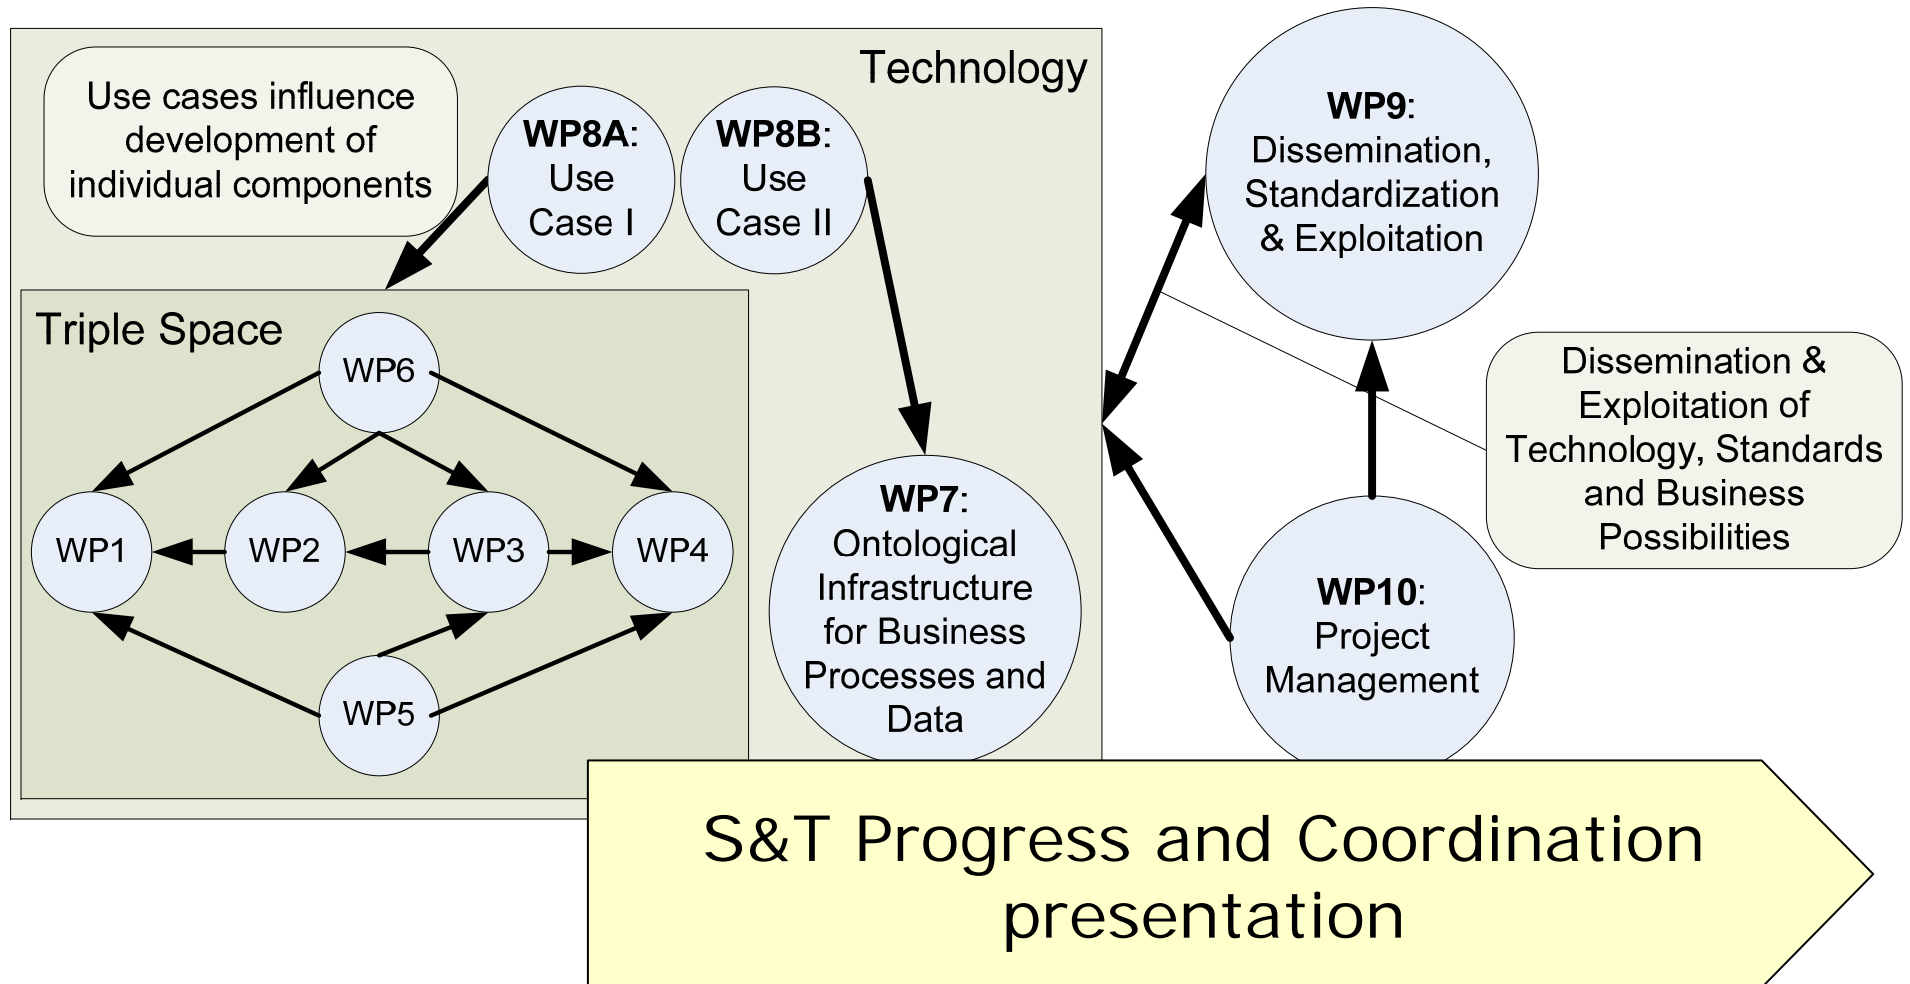 Technology
Use cases influence
development of
individual components
WP8A:
Use
Case I
WP8B:
Use
Case II
WP9:
Dissemination,
Standardization
& Exploitation
Triple Space
WP6
WP1
WP2
WP3
WP4
WP5
WP7:
Ontological
Infrastructure
for Business
Processes and
Data
Dissemination &
Exploitation of
Technology, Standards
and Business
Possibilities
WP10:
Project
Management
S&T Progress and Coordination
presentation